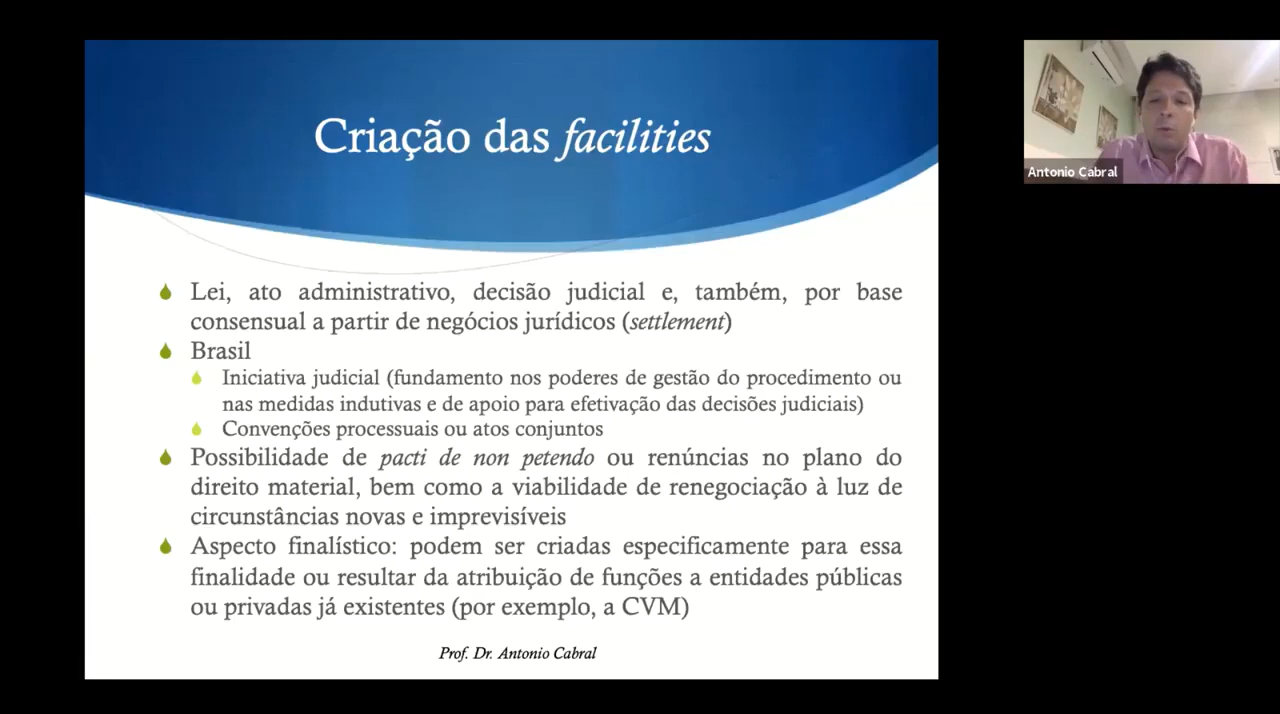 Criação das facilities
Lei, ato administrativo, decisão judicial e, também, por base
consensual a partir de negócios jurídicos (settlement)
Brasil
Iniciativa judicial (fundamento nos poderes de gestão do procedimento ou
nas medidas indutivas e de apoio para efetivação das decisões judiciais)
Convenções processuais ou atos conjuntos
Possibilidade de pacti de non petendo ou renúncias no plano do
direito material, bem como a viabilidade de renegociação à luz de
circunstâncias novas e imprevisíveis
Aspecto finalístico: podem ser criadas especificamente para essa
finalidade ou resultar da atribuição de funções a entidades públicas
ou privadas já existentes (por exemplo, a CVM)
Prof. Dr. Antonio Cabral
Antonio Cabral